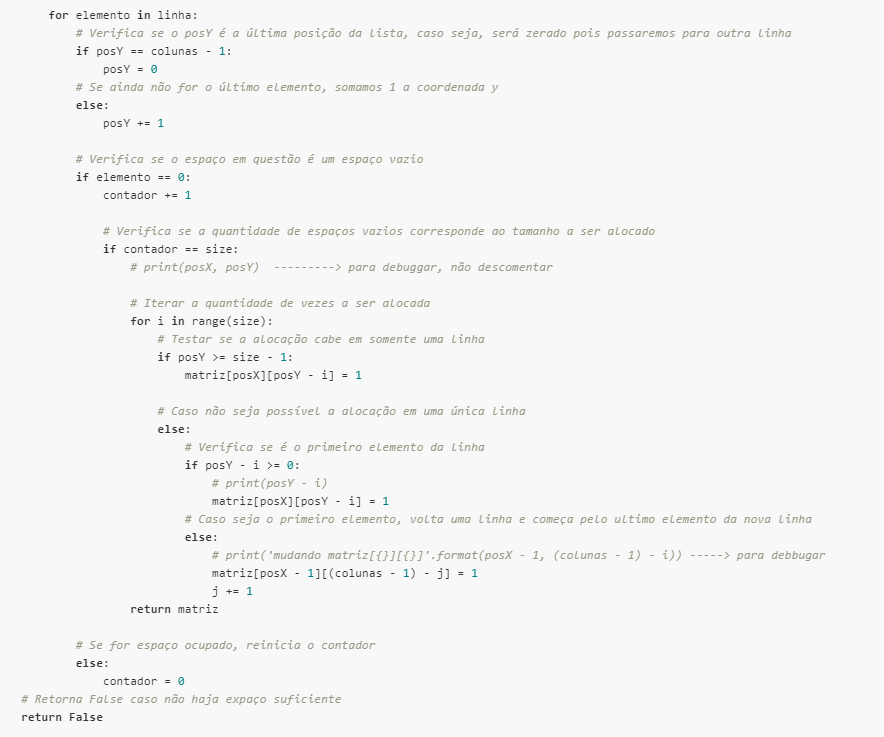 for elemento in linha:
# Verifica se o posY é a última posição da lista, caso seja, será zerado pois passaremos para outra linha
if posY == colunas - 1:
posY = 0
# Se ainda não for o último elemento, somamos 1 a coordenada y
else:
posY += 1
# Verifica se o espaço em questão é um espaço vazio
if elemento == 0:
contador += 1
# Verifica se a quantidade de espaços vazios corresponde ao tamanho a ser alocado
if contador == size:
# print(posX, posY)  ---------> para debuggar, não descomentar
# Iterar a quantidade de vezes a ser alocada
for i in range(size):
# Testar se a alocação cabe em somente uma linha
if posY >= size - 1:
matriz[posX][posY - i] = 1
# Caso não seja possível a alocação em uma única linha
else:
# Verifica se é o primeiro elemento da linha
if posY - i >= 0:
# print(posY - i)
matriz[posX][posY - i] = 1
# Caso seja o primeiro elemento, volta uma linha e começa pelo ultimo elemento da nova linha
else:
# print('mudando matriz[{}][{}]'.format(posX - 1, (colunas - 1) - i)) -----> para debbugar
matriz[posX - 1][(colunas - 1) - j] = 1
j += 1
return matriz
# Se for espaço ocupado, reinicia o contador
else:
contador = 0
# Retorna False caso não haja expaço suficiente
return False